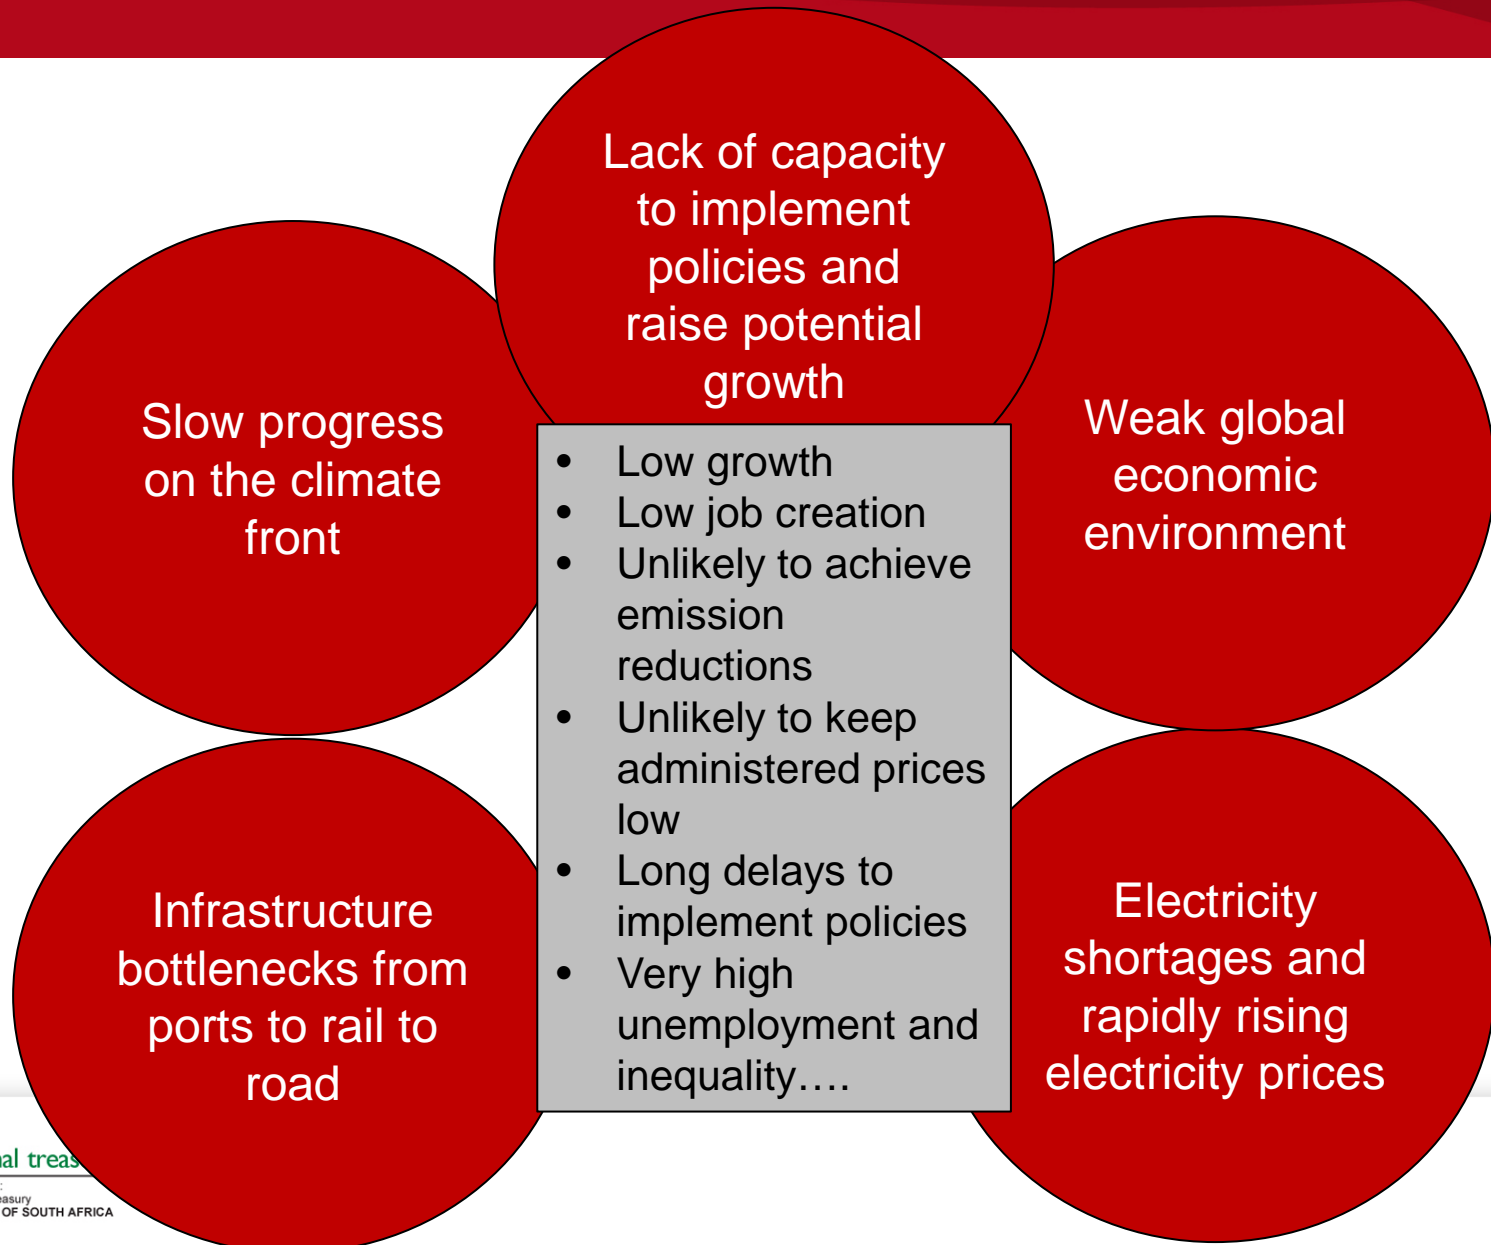 Lack of capacity
to implement
policies and
raise potential
growth
Slow progress
on the climate
front
Weak global
economic
environment
• Low growth
• Low job creation
• Unlikely to achieve
emission
reductions
• Unlikely to keep
administered prices
low
• Long delays to
implement policies
• Very high
unemployment and
inequality….
Infrastructure
bottlenecks from
ports to rail to
road
Electricity
shortages and
rapidly rising
electricity prices
OF SOUTH AFRICA